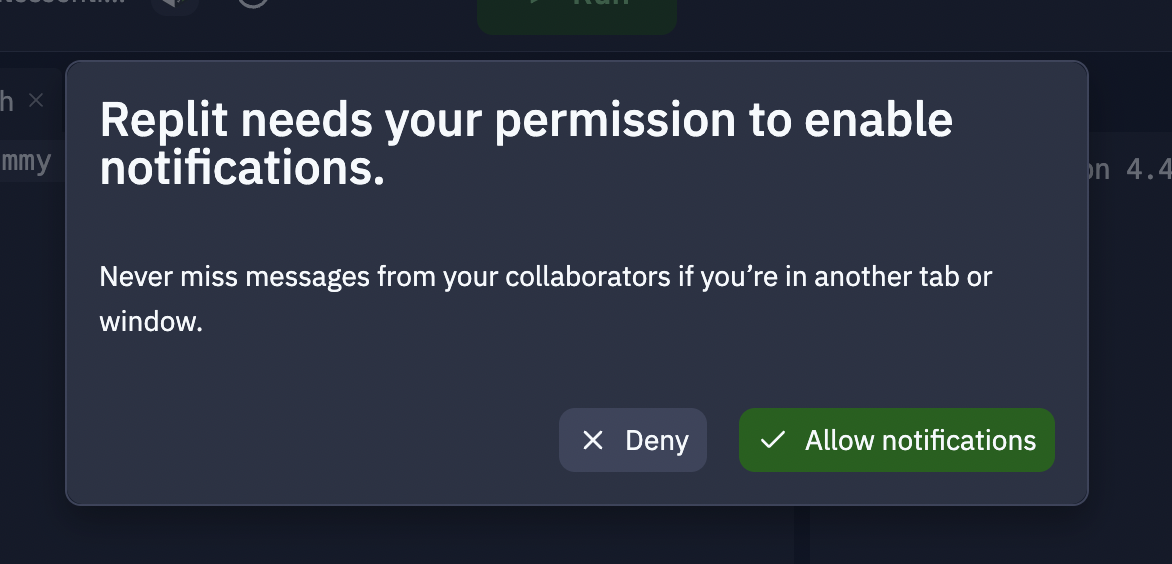 Run
h
mmy
on 4.4
Replit needs your permission to enable
notifications.
Never miss messages from your collaborators if you’re in another tab or
window.
Deny
Allow notifications